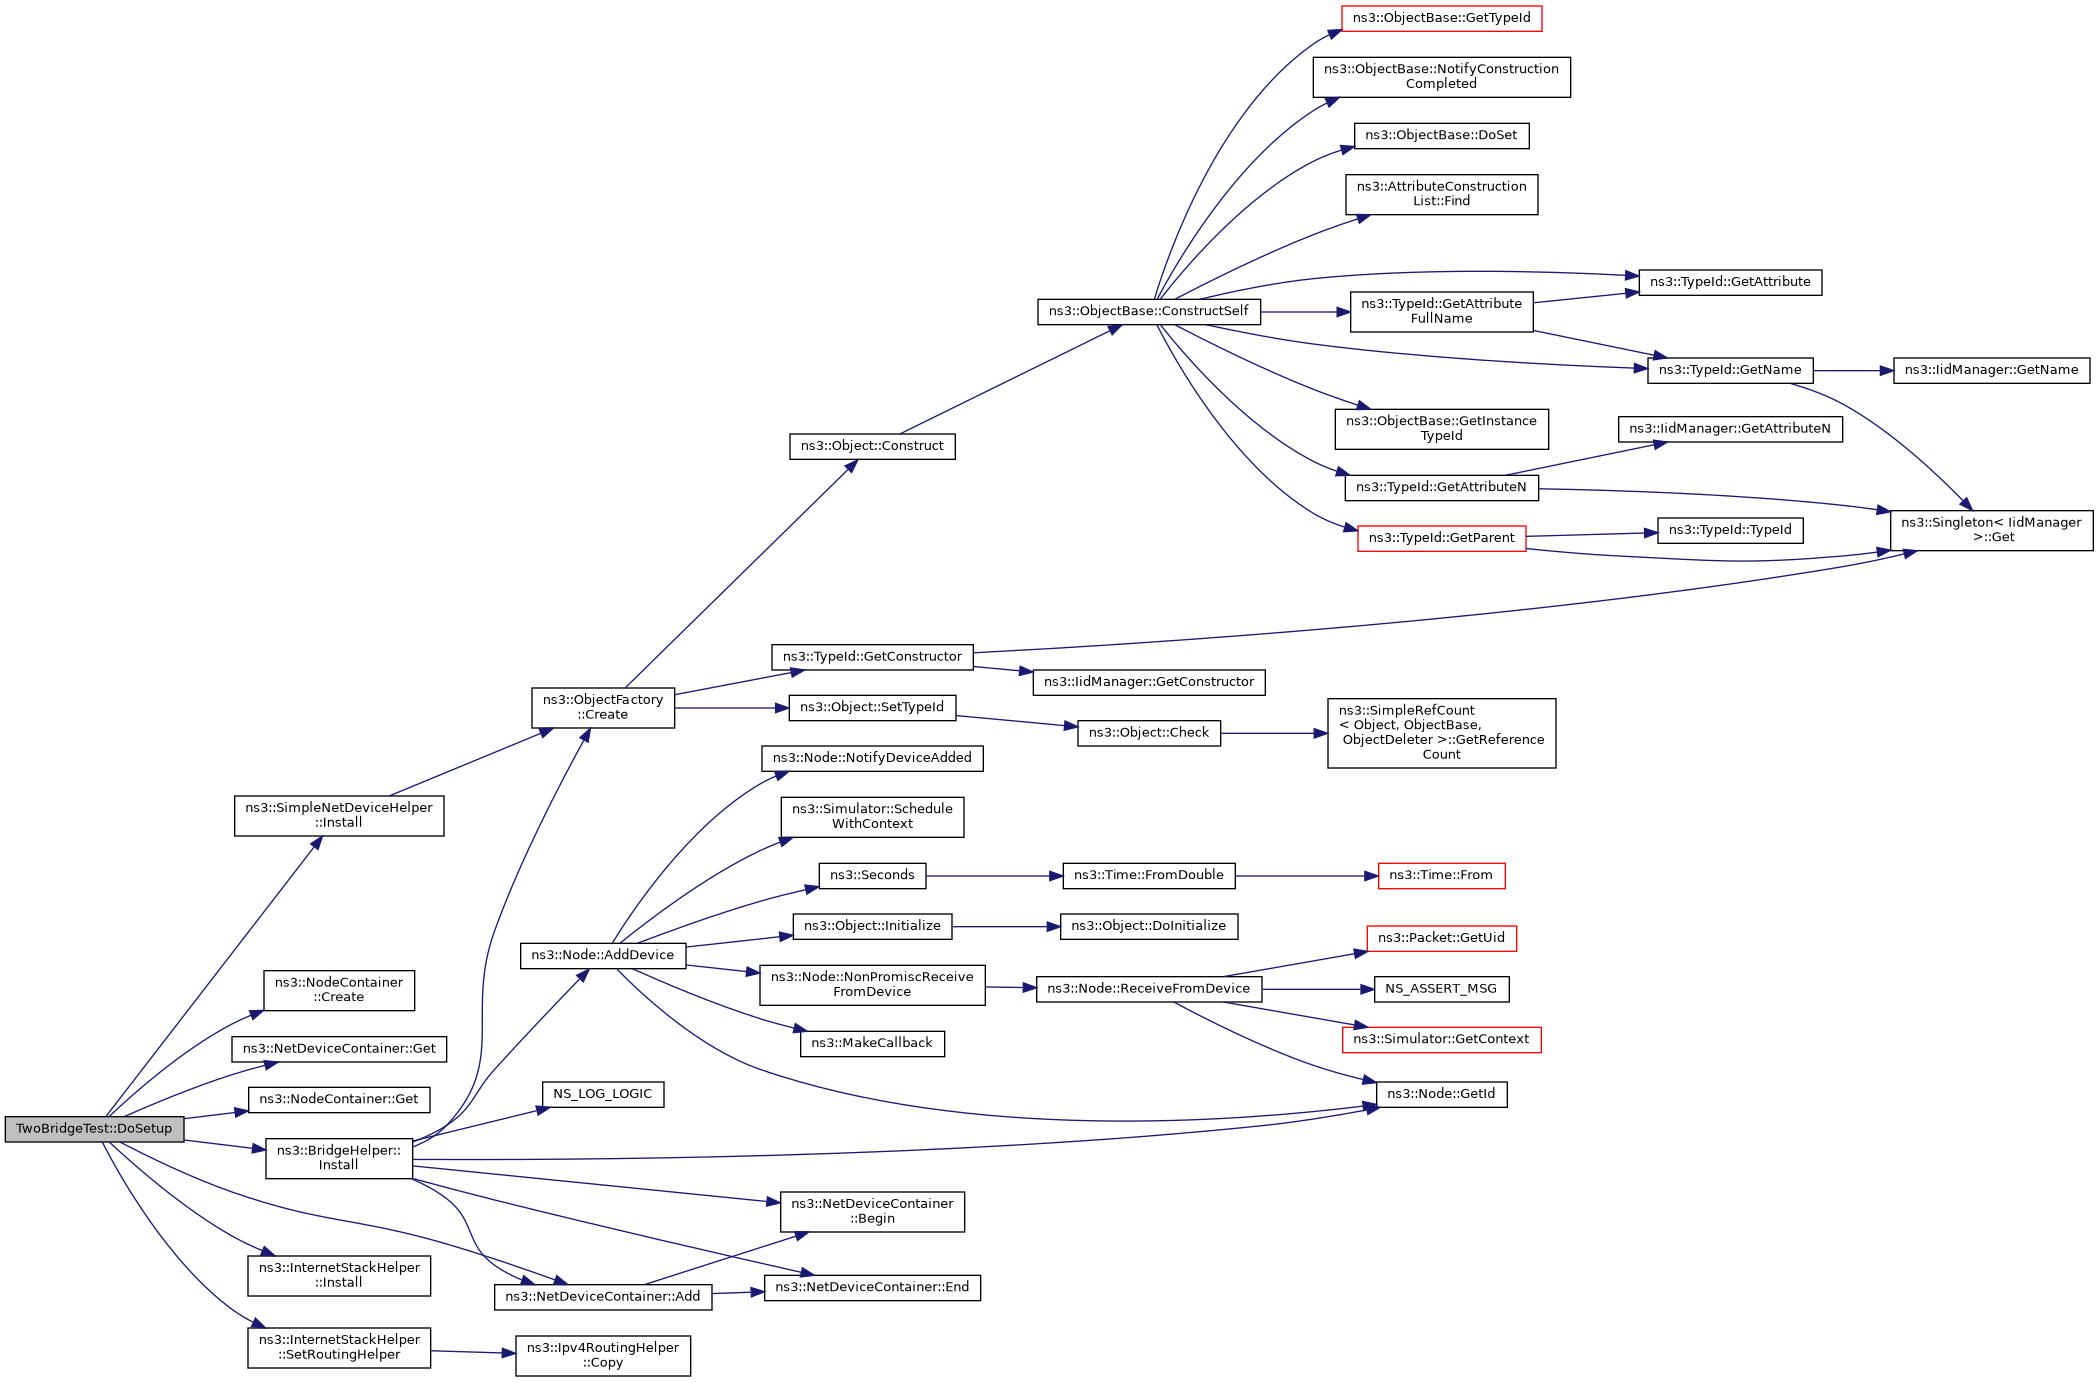 ns3::ObjectBase::GetTypeId
ns3::ObjectBase::NotifyConstruction
Completed
ns3::ObjectBase::DoSet
ns3::AttributeConstruction
List::Find
ns3::TypeId::GetAttribute
ns3::TypeId::GetAttribute
FullName
ns3::ObjectBase::ConstructSelf
ns3::TypeId::GetName
ns3::IidManager::GetName
ns3::ObjectBase::GetInstance
TypeId
ns3::IidManager::GetAttributeN
ns3::Object::Construct
ns3::TypeId::GetAttributeN
ns3::Singleton< IidManager
>::Get
ns3::TypeId::TypeId
ns3::TypeId::GetParent
ns3::TypeId::GetConstructor
ns3::IidManager::GetConstructor
ns3::ObjectFactory
::Create
ns3::Object::SetTypeId
ns3::Object::Check
ns3::SimpleRefCount
< Object, ObjectBase,
ObjectDeleter >::GetReference
Count
ns3::Node::NotifyDeviceAdded
ns3::SimpleNetDeviceHelper
::Install
ns3::Simulator::Schedule
WithContext
ns3::Seconds
ns3::Time::FromDouble
ns3::Time::From
ns3::Object::Initialize
ns3::Object::DoInitialize
ns3::Packet::GetUid
ns3::Node::AddDevice
ns3::Node::NonPromiscReceive
FromDevice
ns3::Node::ReceiveFromDevice
NS_ASSERT_MSG
ns3::NodeContainer
::Create
ns3::Simulator::GetContext
ns3::MakeCallback
ns3::NetDeviceContainer::Get
ns3::NodeContainer::Get
NS_LOG_LOGIC
ns3::Node::GetId
TwoBridgeTest::DoSetup
ns3::BridgeHelper::
Install
ns3::NetDeviceContainer
::Begin
ns3::InternetStackHelper
::Install
ns3::NetDeviceContainer::Add
ns3::NetDeviceContainer::End
ns3::InternetStackHelper
::SetRoutingHelper
ns3::Ipv4RoutingHelper
::Copy